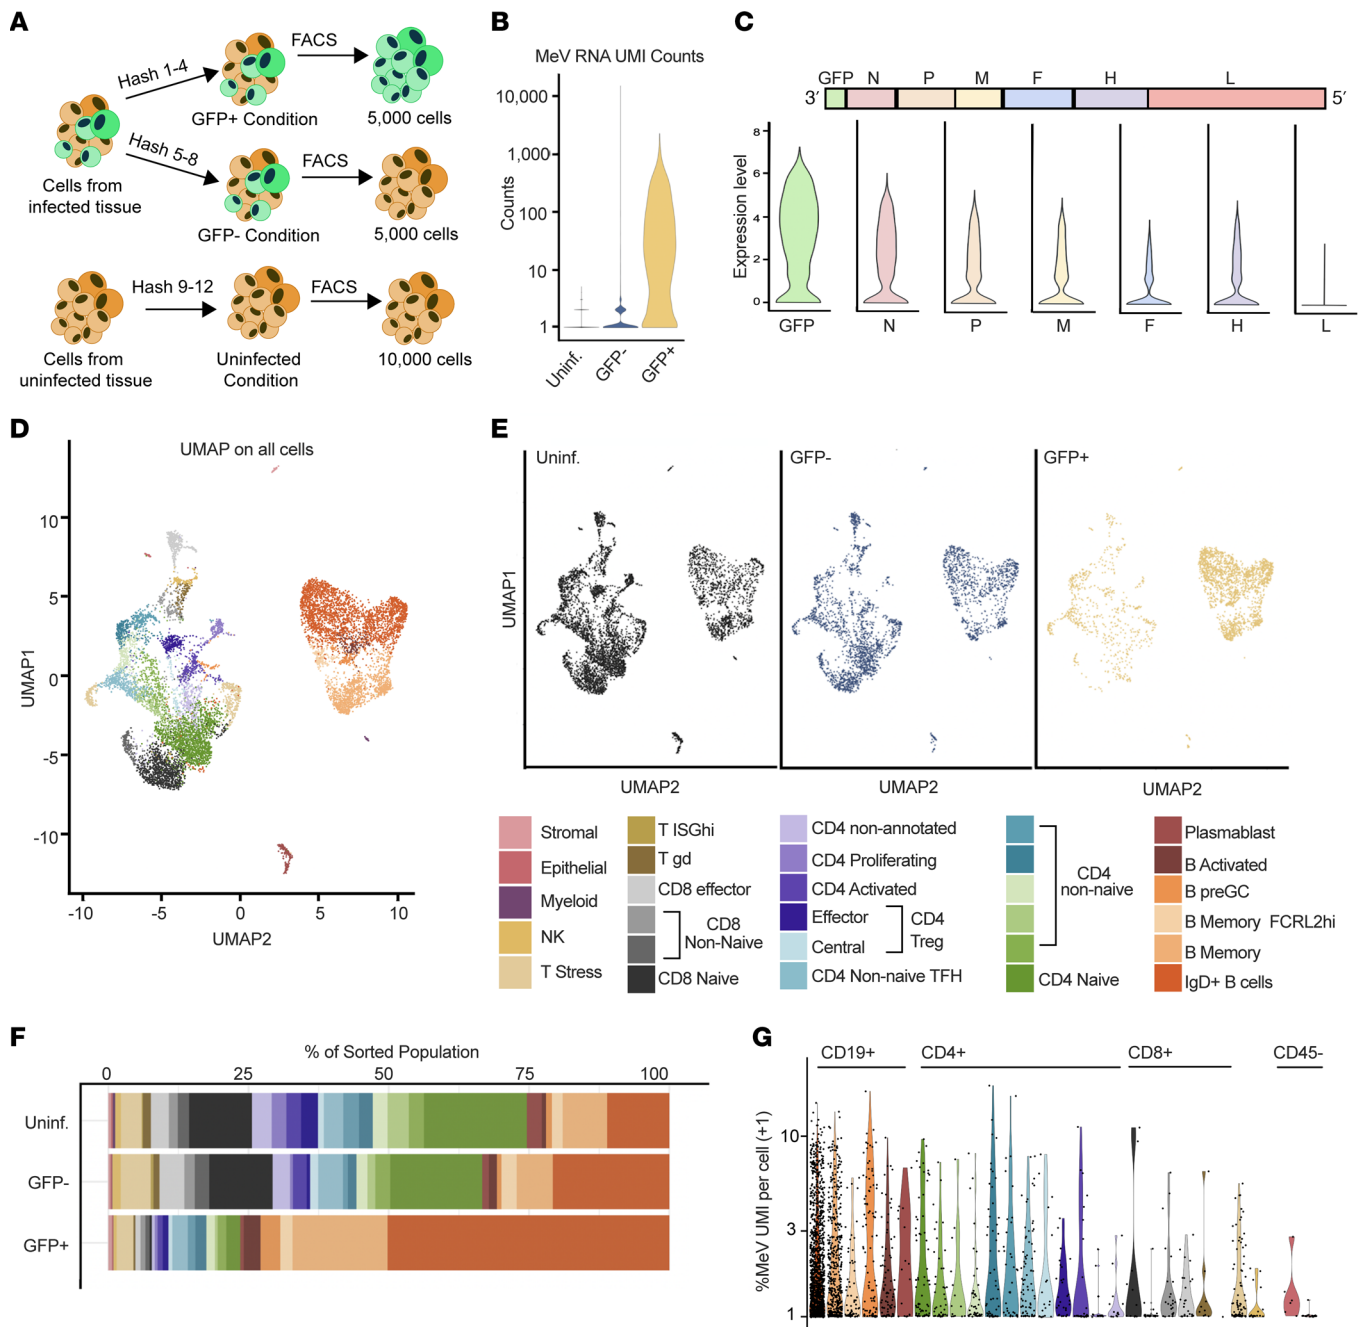 A
Hash 1-4
FACS
GFP+ Condition
5,000 cells
Hash 5-8
FACS
Cells from
infected tissue
GFP- Condition
5,000 cells
Hash 9-12
FACS
Cells from
uninfected tissue
Uninfected
Condition
10,000 cells
B
MeV RNA UMI Counts
Counts
10,000
1,000
100
10
1
Uninf.
GFP-
GFP+
C
GFP N P M F H L
3′ 5′
Expression level
8
6
4
2
0
GFP N P M F H L
D
UMAP on all cells
UMAP1
10
5
0
-5
-10
-10 -5 0 5 10
UMAP2
E
Uninf. GFP- GFP+
UMAP1
UMAP2 UMAP2 UMAP2
Stromal
Epithelial
Myeloid
NK
T Stress
T ISGhi
T gd
CD8 effector
CD8
Non-Naive
CD8 Naive
CD4 non-annotated
CD4 Proliferating
CD4 Activated
Effector
Central
CD4
Treg
CD4 Non-naive TFH
CD4
non-naive
CD4 Naive
Plasmablast
B Activated
B preGC
B Memory FCRL2hi
B Memory
IgD+ B cells
F
% of Sorted Population
0 25 50 75 100
Uninf.
GFP-
GFP+
G
CD19+ CD4+ CD8+ CD45-
%MeV UMI per cell (+1)
10
3
1